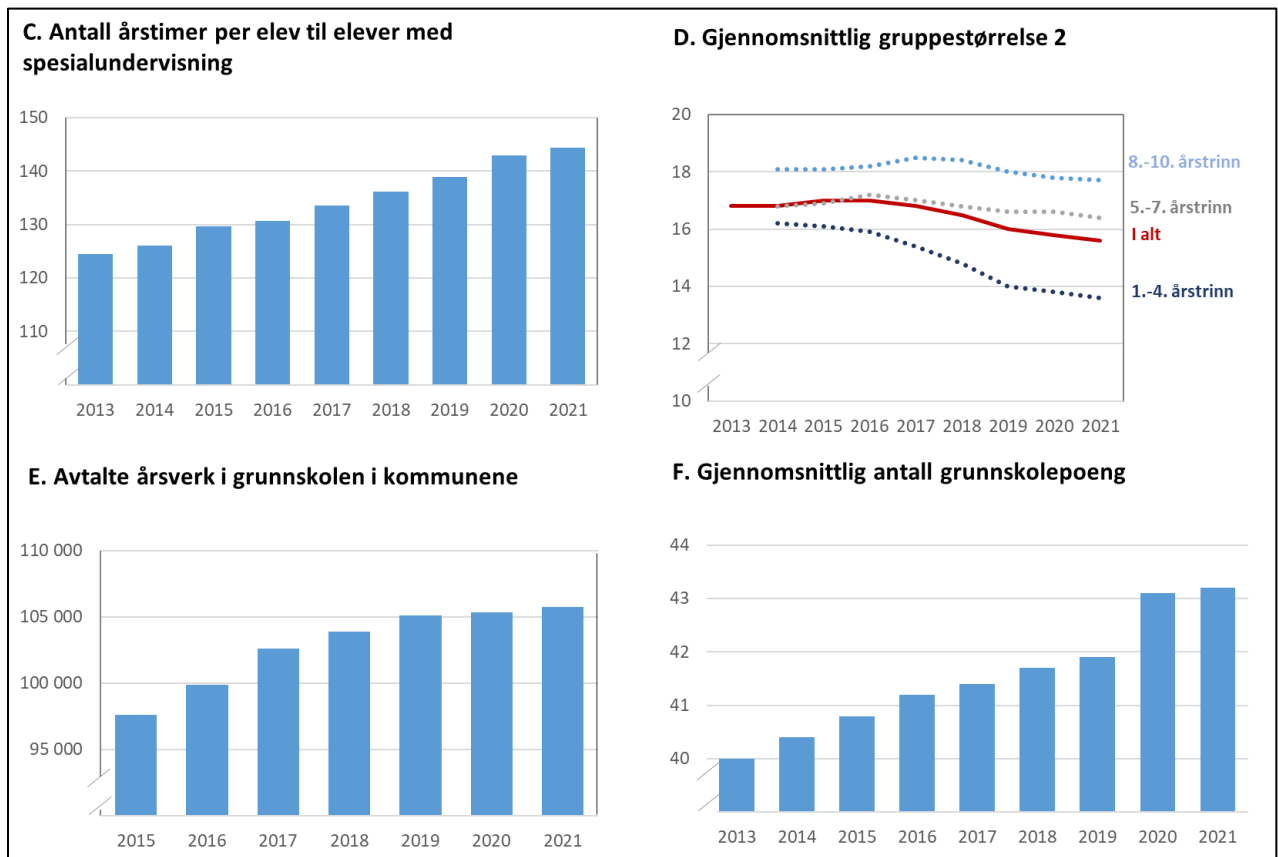 C. Antall årstimer per elev til elever med
spesialundervisning
150
140
130
120
110
2013 2014 2015 2016 2017 2018 2019 2020 2021
D. Gjennomsnittlig gruppestørrelse 2
20
18
16
14
12
10
8.-10. årstrinn
5.-7. årstrinn
I alt
1.-4. årstrinn
2013 2014 2015 2016 2017 2018 2019 2020 2021
E. Avtalte årsverk i grunnskolen i kommunene
110 000
105 000
100 000
95 000
2015 2016 2017 2018 2019 2020 2021
F. Gjennomsnittlig antall grunnskolepoeng
44
43
42
41
40
2013 2014 2015 2016 2017 2018 2019 2020 2021